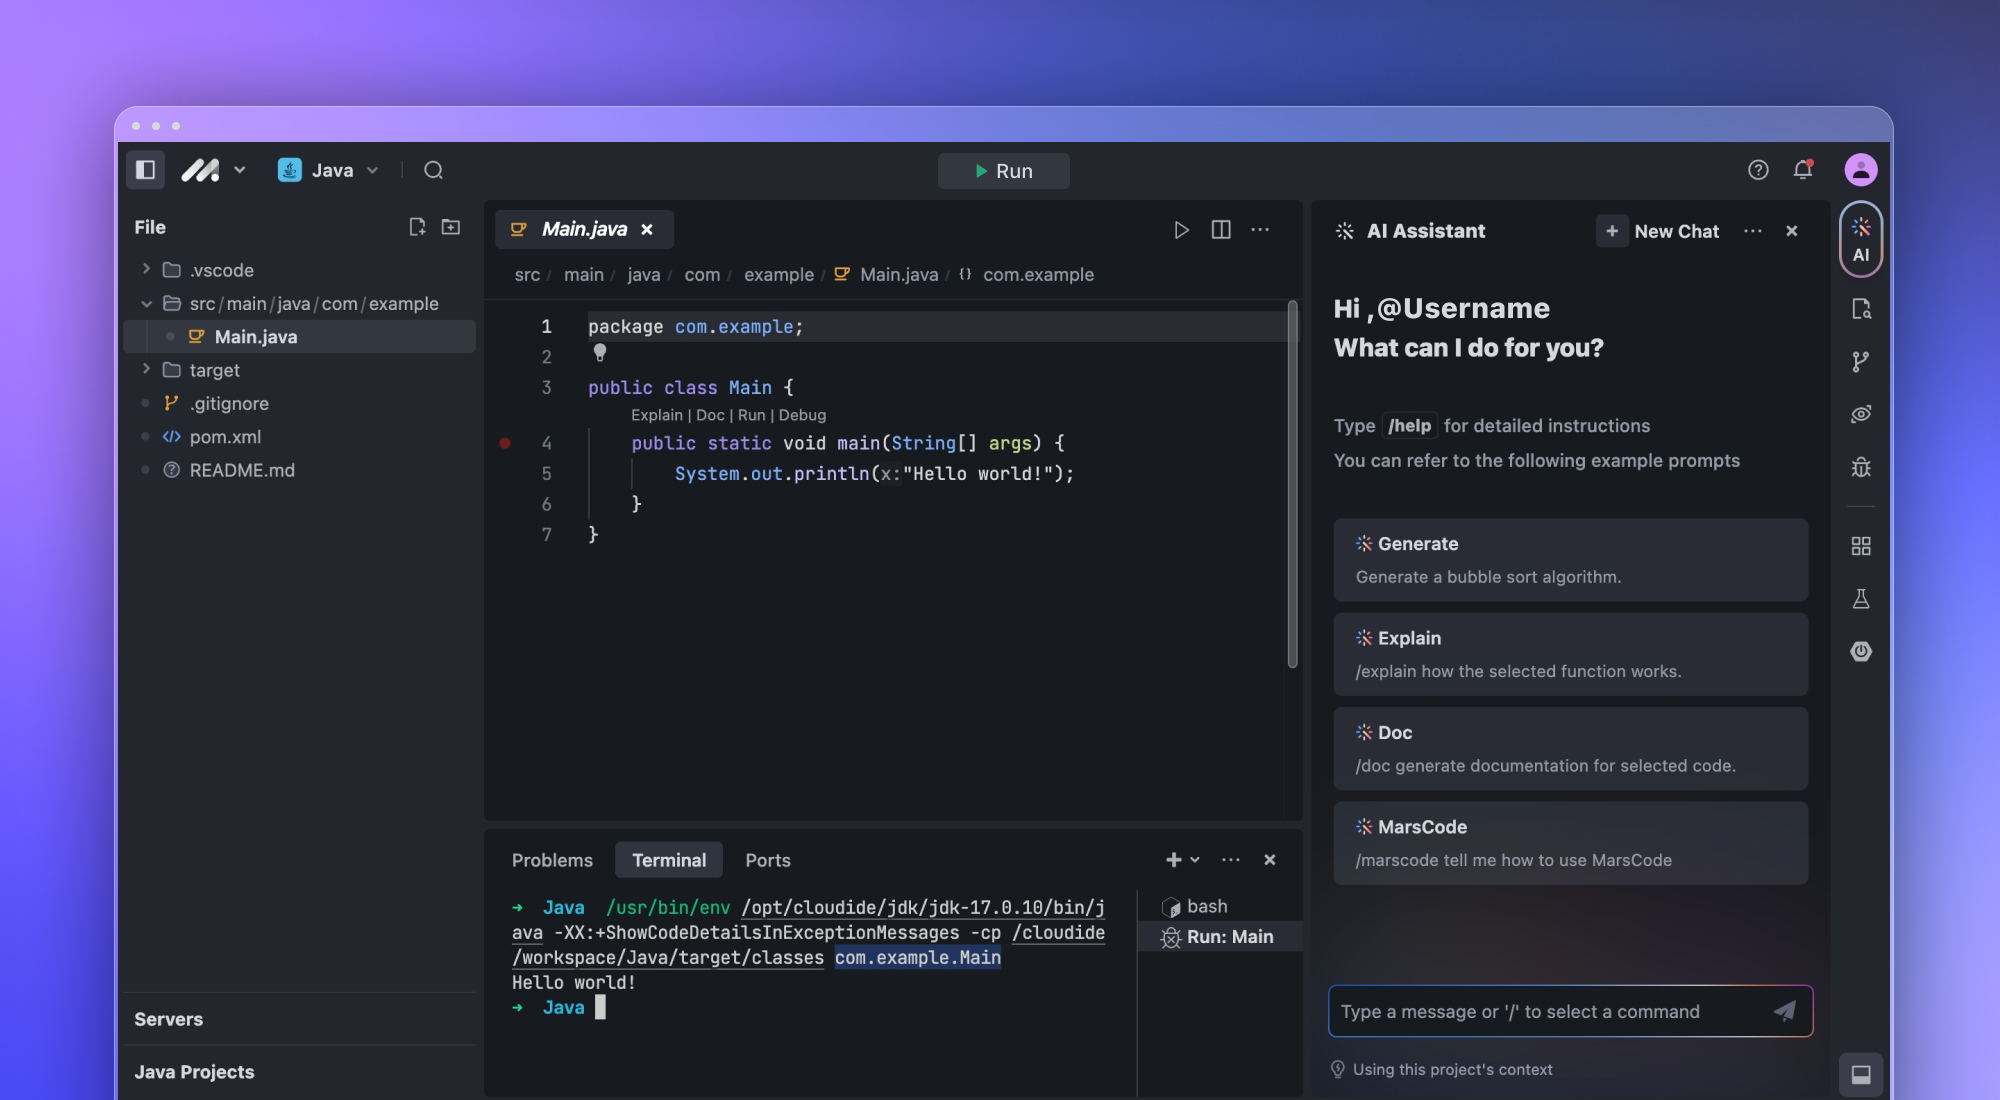 Java
Run
File
.vscode
src/main/java/com/example
Main.java
target
.gitignore
pom.xml
README.md
Servers
Java Projects
Main.java
src / main / java / com / example / Main.java / {} com.example
1 package com.example;
2
3 public class Main {
Explain | Doc | Run | Debug
4 public static void main(String[] args) {
5 System.out.println(x:"Hello world!");
6 }
7 }
Problems Terminal Ports
→ Java /usr/bin/env /opt/cloudide/jdk/jdk-17.0.10/bin/j
ava -XX:+ShowCodeDetailsInExceptionMessages -cp /cloudide
/workspace/Java/target/classes com.example.Main
Hello world!
→ Java
bash
Run: Main
AI Assistant
+ New Chat
Hi ,@Username
What can I do for you?
Type /help for detailed instructions
You can refer to the following example prompts
Generate
Generate a bubble sort algorithm.
Explain
/explain how the selected function works.
Doc
/doc generate documentation for selected code.
MarsCode
/marscode tell me how to use MarsCode
Type a message or '/' to select a command
Using this project's context
AI